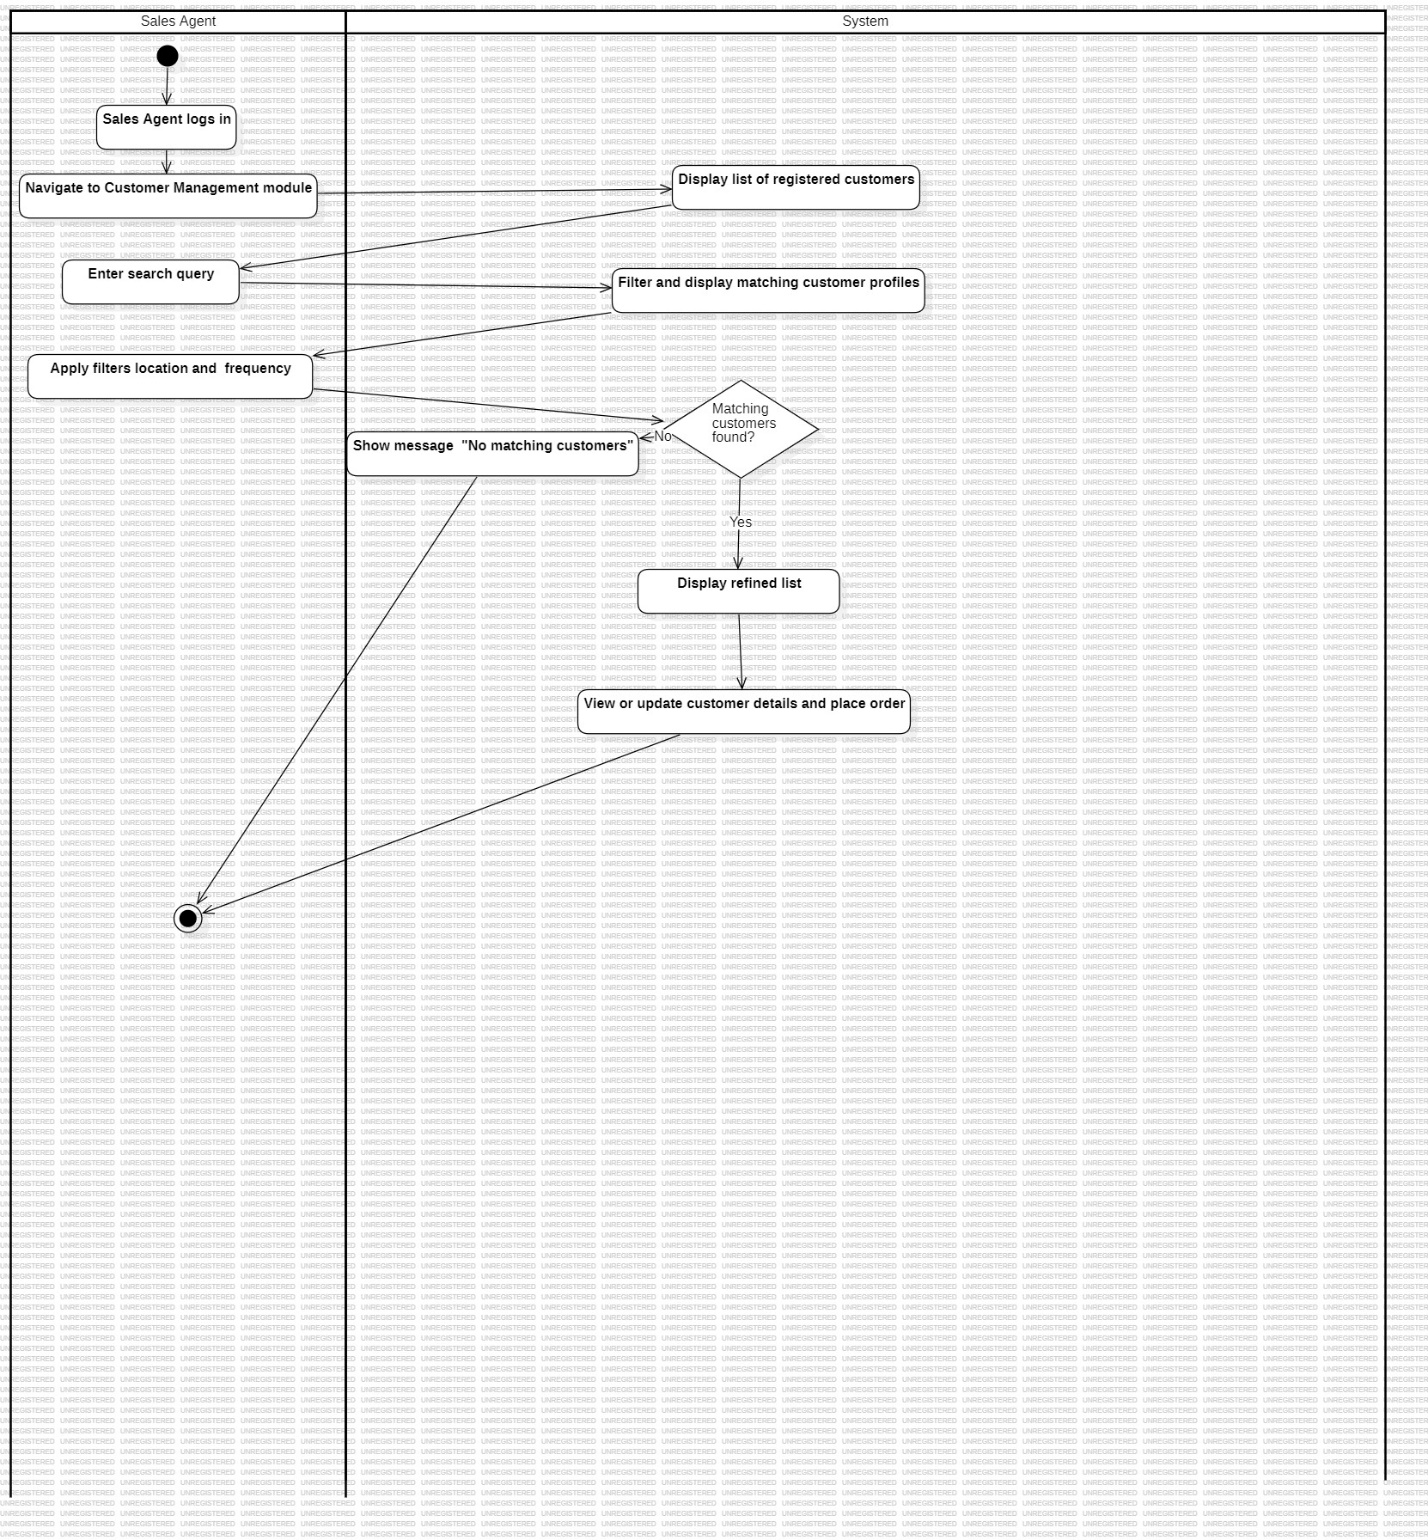 Sales Agent
System
Sales Agent logs in
Navigate to Customer Management module
Display list of registered customers
Enter search query
Filter and display matching customer profiles
Apply filters location and  frequency
Matching
customers
found?
No
Show message  "No matching customers"
Yes
Display refined list
View or update customer details and place order
UNREGISTERED